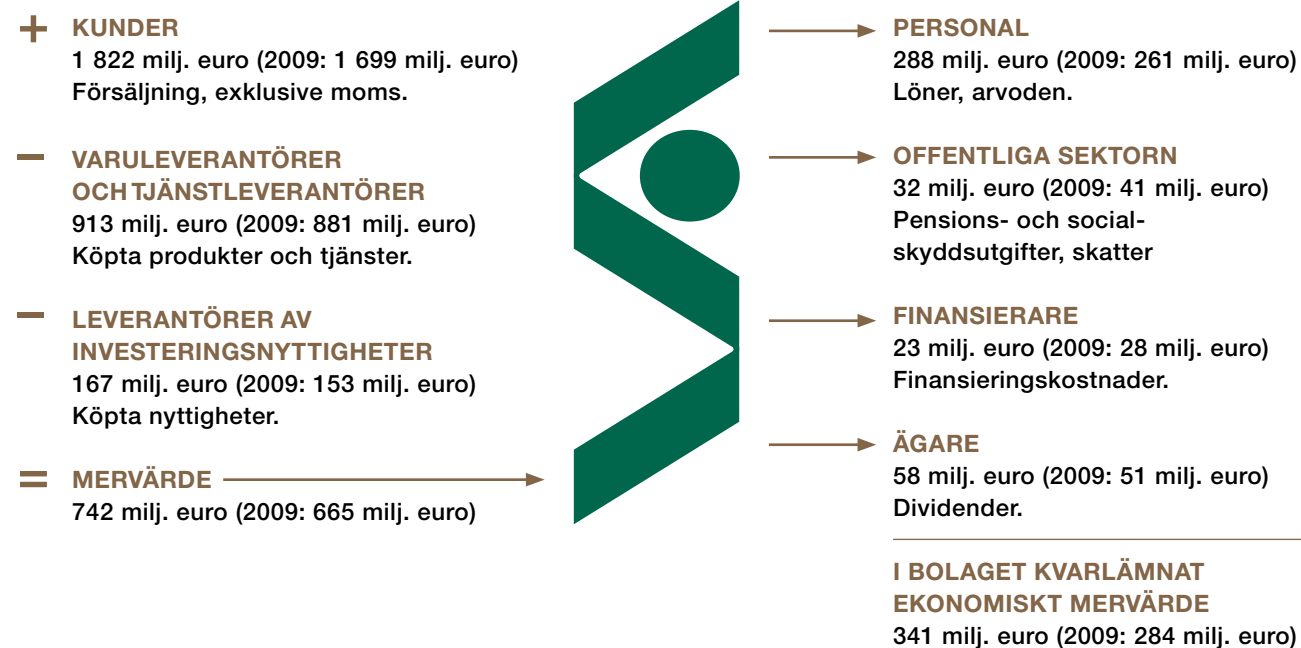 + KUNDER
1 822 milj. euro (2009: 1 699 milj. euro)
Försäljning, exklusive moms.
– VARULEVERANTÖRER
OCH TJÄNSTLEVERANTÖRER
913 milj. euro (2009: 881 milj. euro)
Köpta produkter och tjänster.
– LEVERANTÖRER AV
INVESTERINGSNYTTIGHETER
167 milj. euro (2009: 153 milj. euro)
Köpta nyttigheter.
= MERVÄRDE
742 milj. euro (2009: 665 milj. euro)
PERSONAL
288 milj. euro (2009: 261 milj. euro)
Löner, arvoden.
OFFENTLIGA SEKTORN
32 milj. euro (2009: 41 milj. euro)
Pensions- och social-
skyddsutgifter, skatter
FINANSIERARE
23 milj. euro (2009: 28 milj. euro)
Finansieringskostnader.
ÄGARE
58 milj. euro (2009: 51 milj. euro)
Dividender.
I BOLAGET KVARLÄMNAT
EKONOMISKT MERVÄRDE
341 milj. euro (2009: 284 milj. euro)